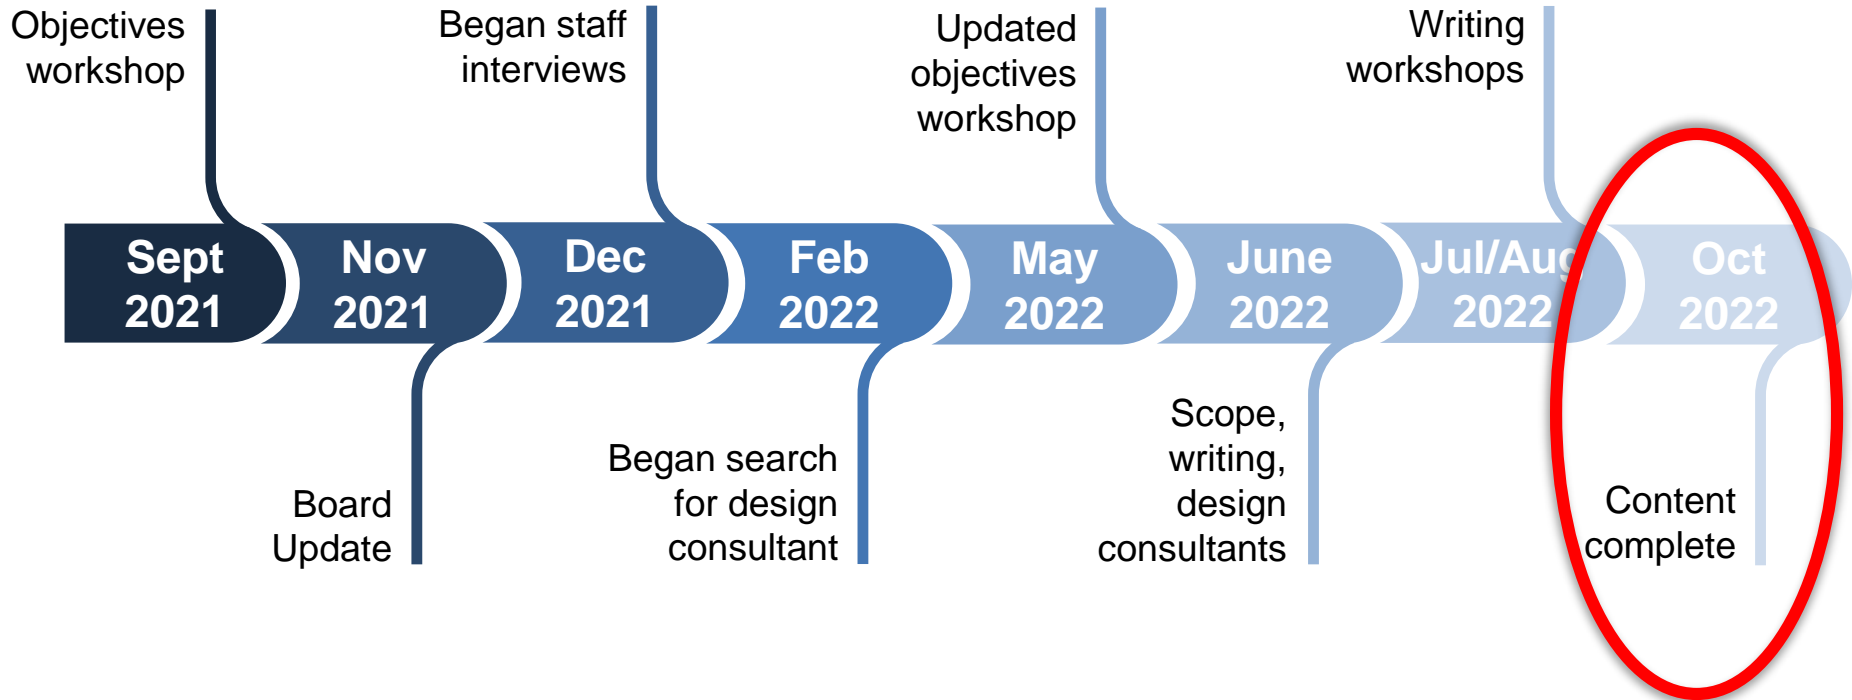 Objectives
workshop
Began staff
interviews
Updated
objectives
workshop
Writing
workshops
Sept
2021
Nov
2021
Dec
2021
Feb
2022
May
2022
June
2022
Jul/Aug
2022
Oct
2022
Board
Update
Began search
for design
consultant
Scope,
writing,
design
consultants
Content
complete